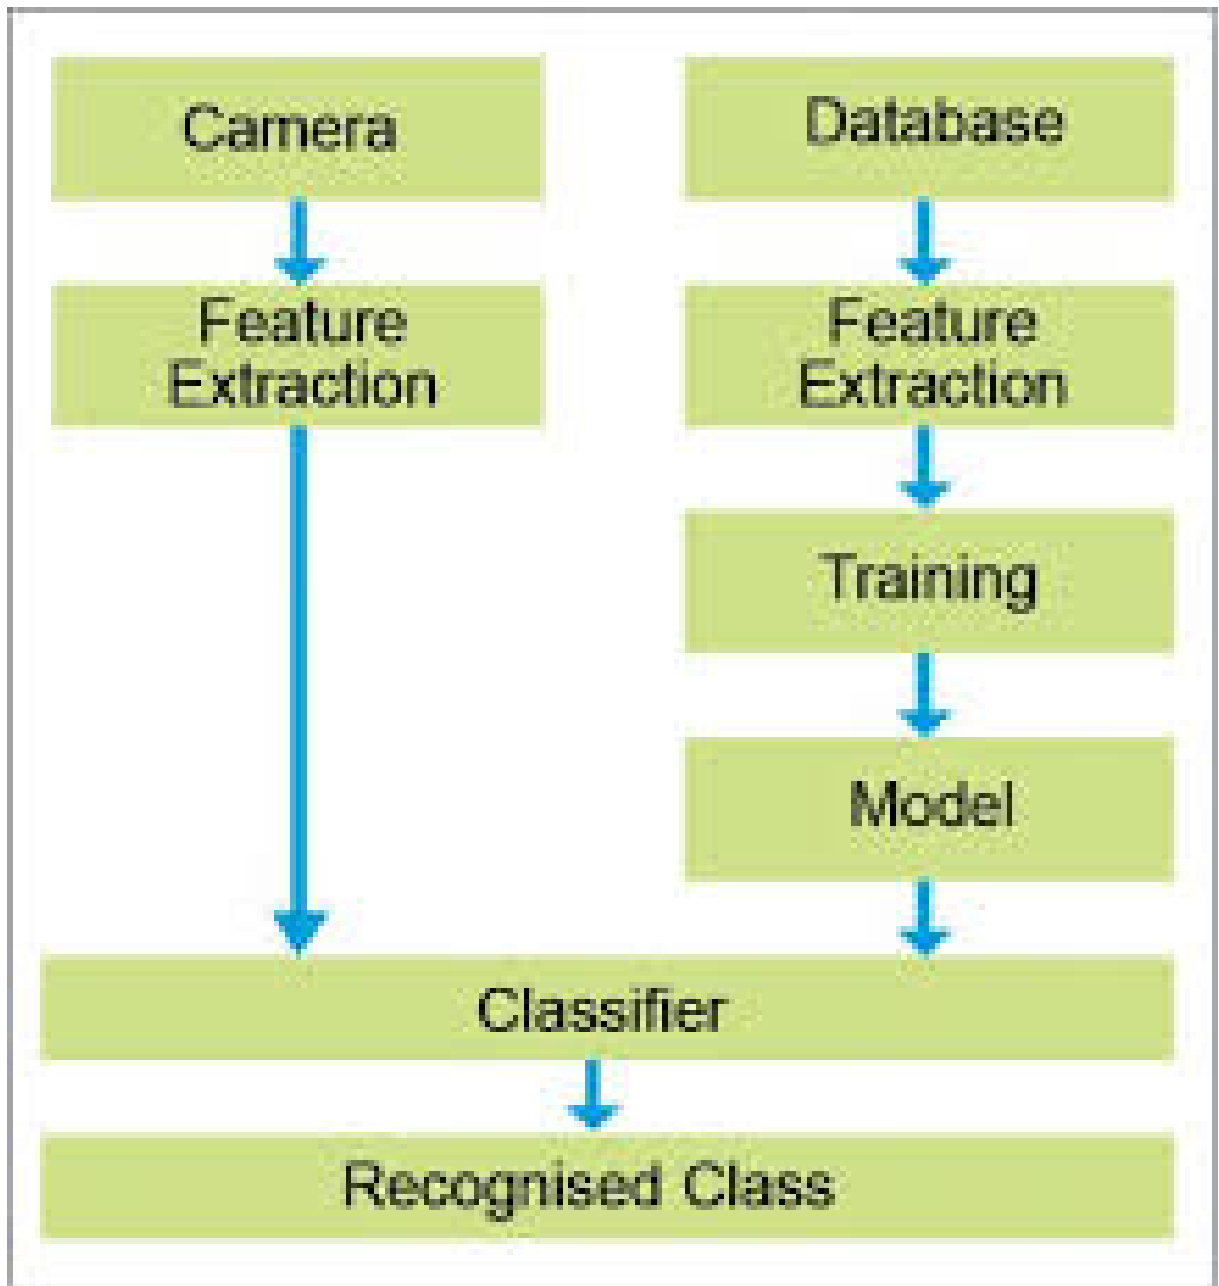 Camera
Database
Feature
Extraction
Feature
Extraction
Training
Model
Classifier
Recognised Class